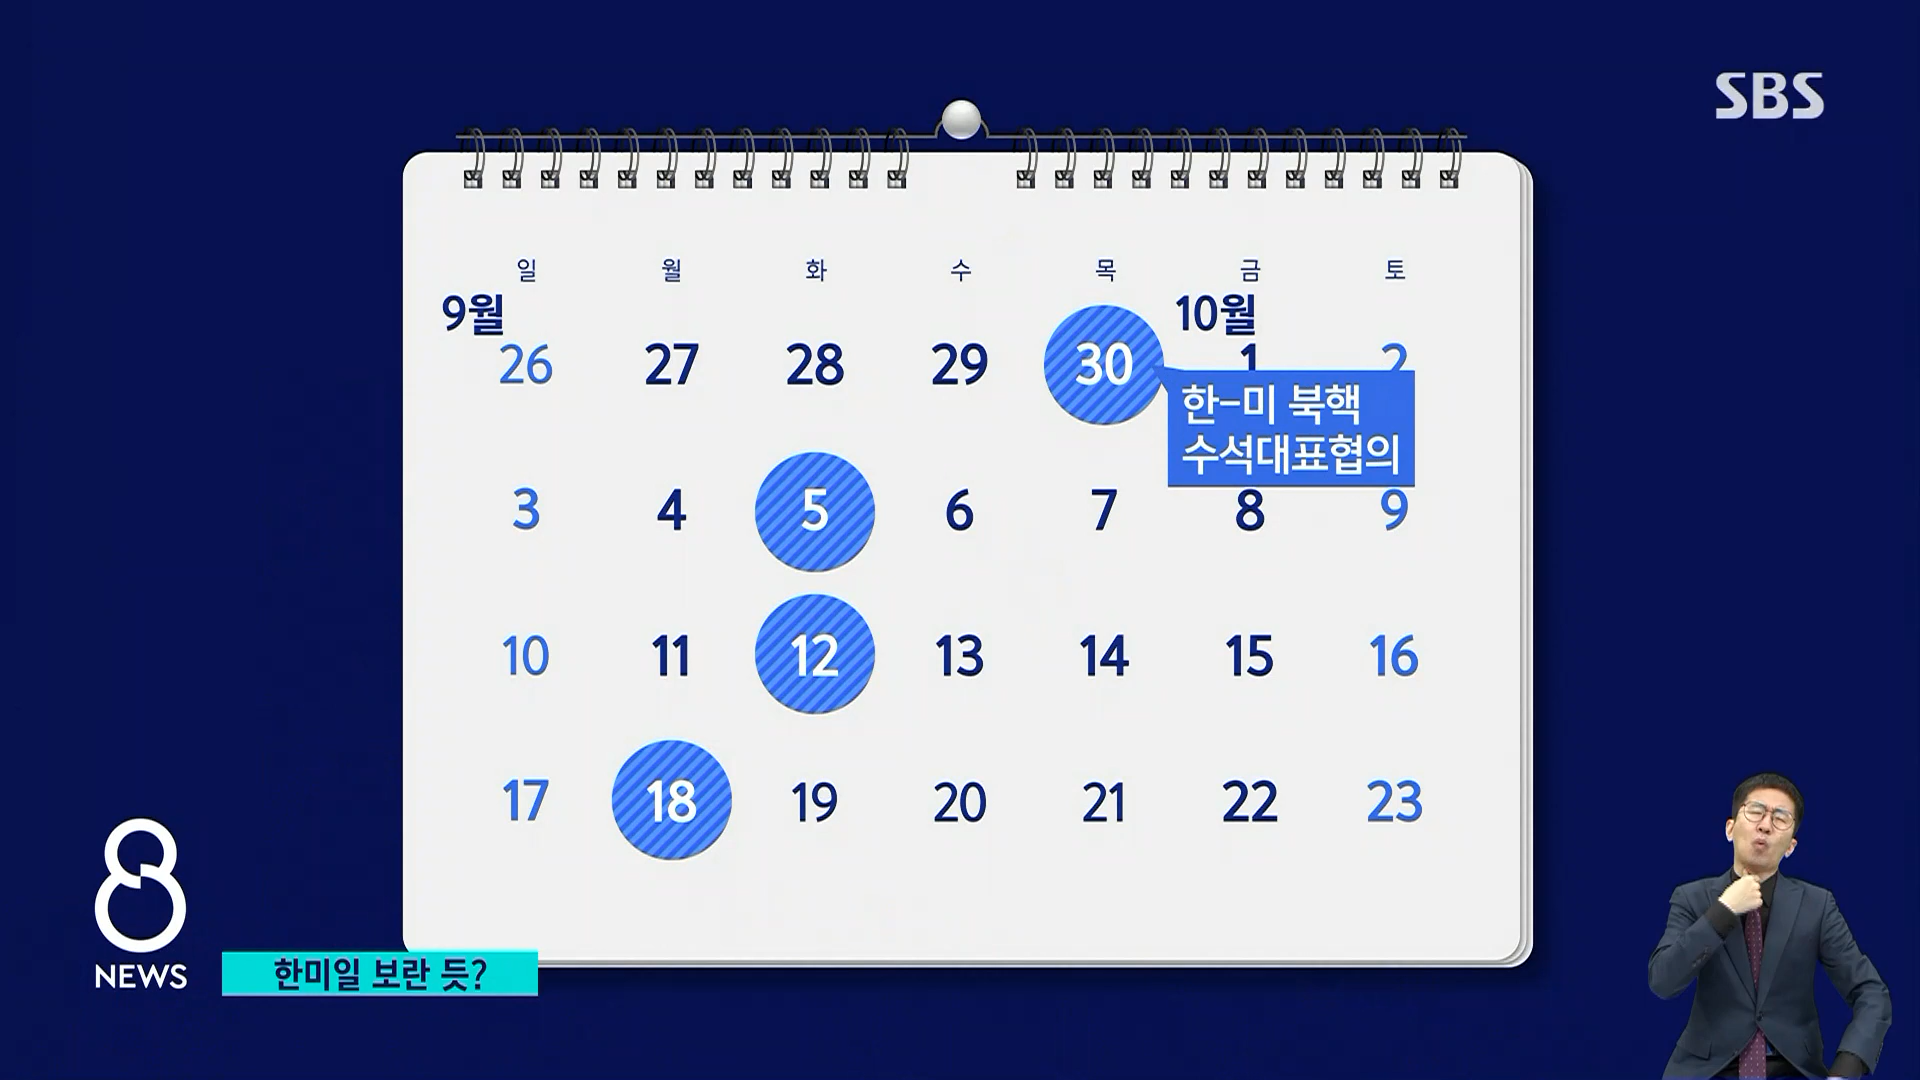 SBS
일 월 화 수 목 금 토
9월 10월
26 27 28 29 30 1 2
한-미 북핵
수석대표협의
3 4 5 6 7 8 9
10 11 12 13 14 15 16
17 18 19 20 21 22 23
8
NEWS
한미일 보란 듯?